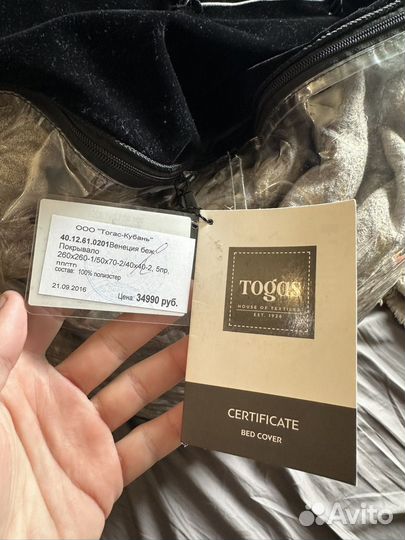 ООО "Тогас-Кубань"
40.12.61.0201Венеция беж
Покрывало
260х260-1/50х70-2/40х40-2, 5пр,
состав: 100% полиэстер
21.09.2016
Цена: 34990 руб.
Togas
HOUSE OF TEXTILES
EST. 1926
CERTIFICATE
BED COVER
Avito